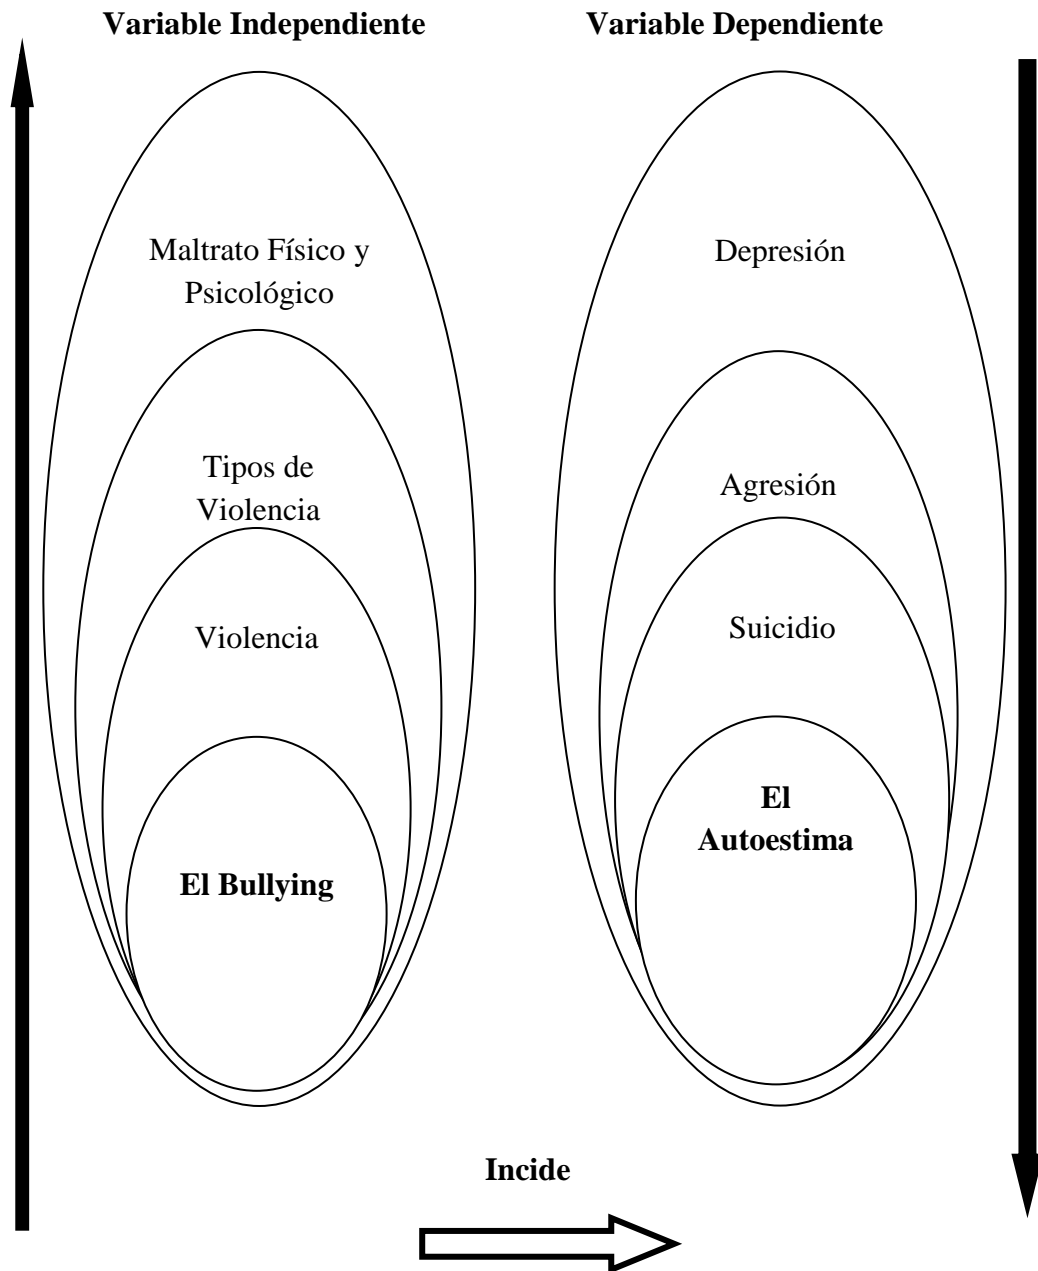 Variable Independiente
Variable Dependiente
Maltrato Físico y
Psicológico
Tipos de
Violencia
Violencia
El Bullying
Depresión
Agresión
Suicidio
El
Autoestima
Incide